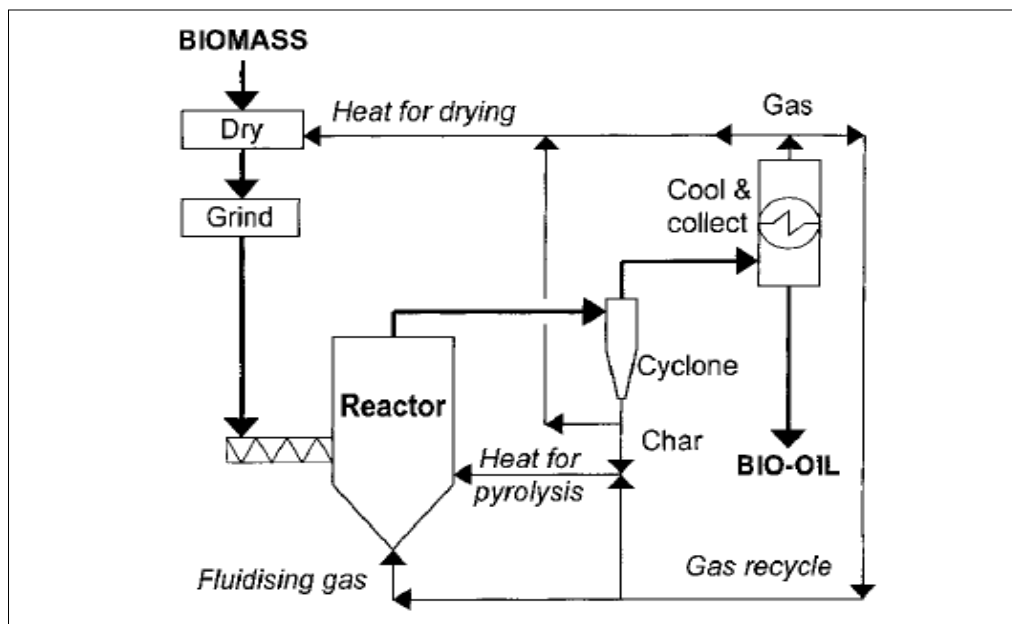 BIOMASS
Heat for drying
Gas
Dry
Cool &
collect
Grind
Cyclone
Reactor
Char
Heat for
pyrolysis
BIO-OIL
Fluidising gas
Gas recycle